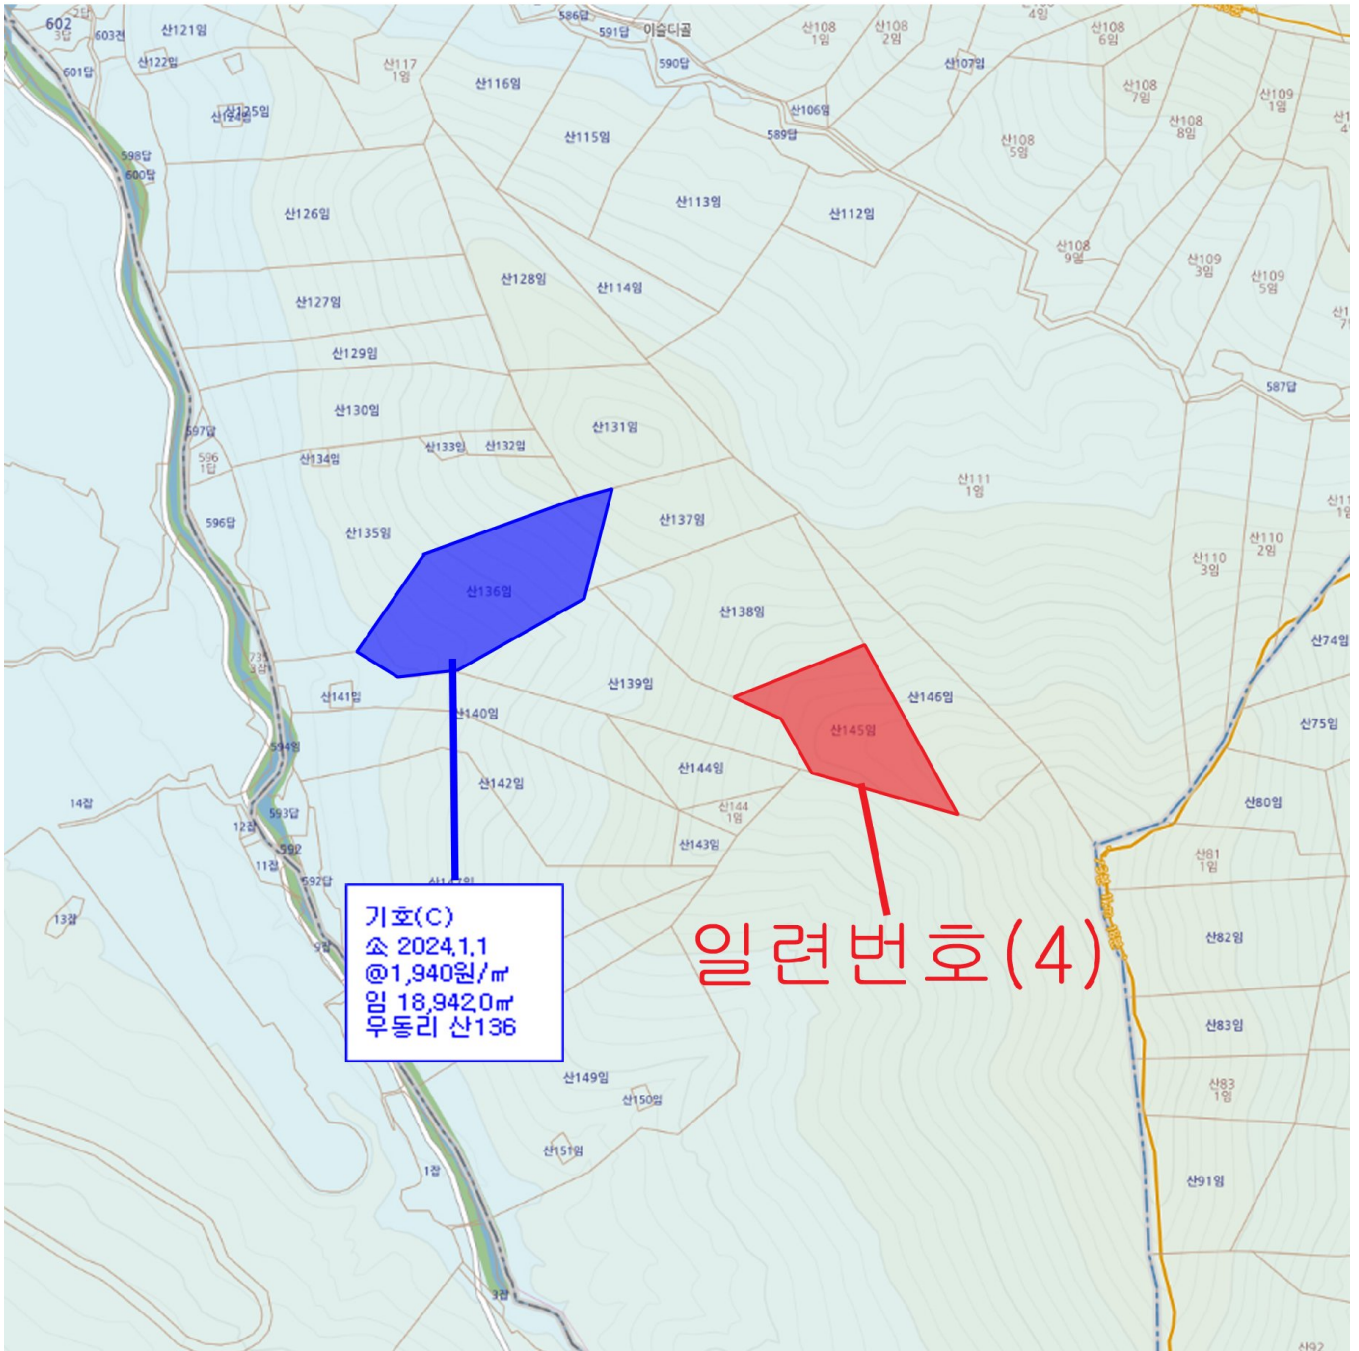 602
2답
3답
603전
산121임
601답
산122임
산124임
산125임
598답
600답
산117
1임
586답
591답
이슬디골
590답
산116임
산115임
산106임
589답
산107임
산108
1임
산108
2임
4임
산108
6임
산108
7임
산109
1임
산108
8임
산108
5임
산126임
산113임
산112임
산108
9임
산109
3임
산109
5임
산127임
산128임
산114임
산129임
산130임
산131임
587답
597답
596
1답
산134임
산133임
산132임
596답
산135임
산137임
산111
1임
산110
3임
산110
2임
산136임
산138임
산74임
산139임
산141임
산140임
산146임
산75임
산145임
594임
산142임
산144임
산144
1임
산143임
산80임
14잡
12잡
593답
592
11잡
592답
13잡
9잡
산81
1임
산82임
산83임
산83
1임
산91임
기호(C)
소 2024.1.1
@1,940원/㎡
임 18,942.0㎡
우동리 산136
일련번호(4)
산149임
산150임
산151임
1잡
3잡
산92